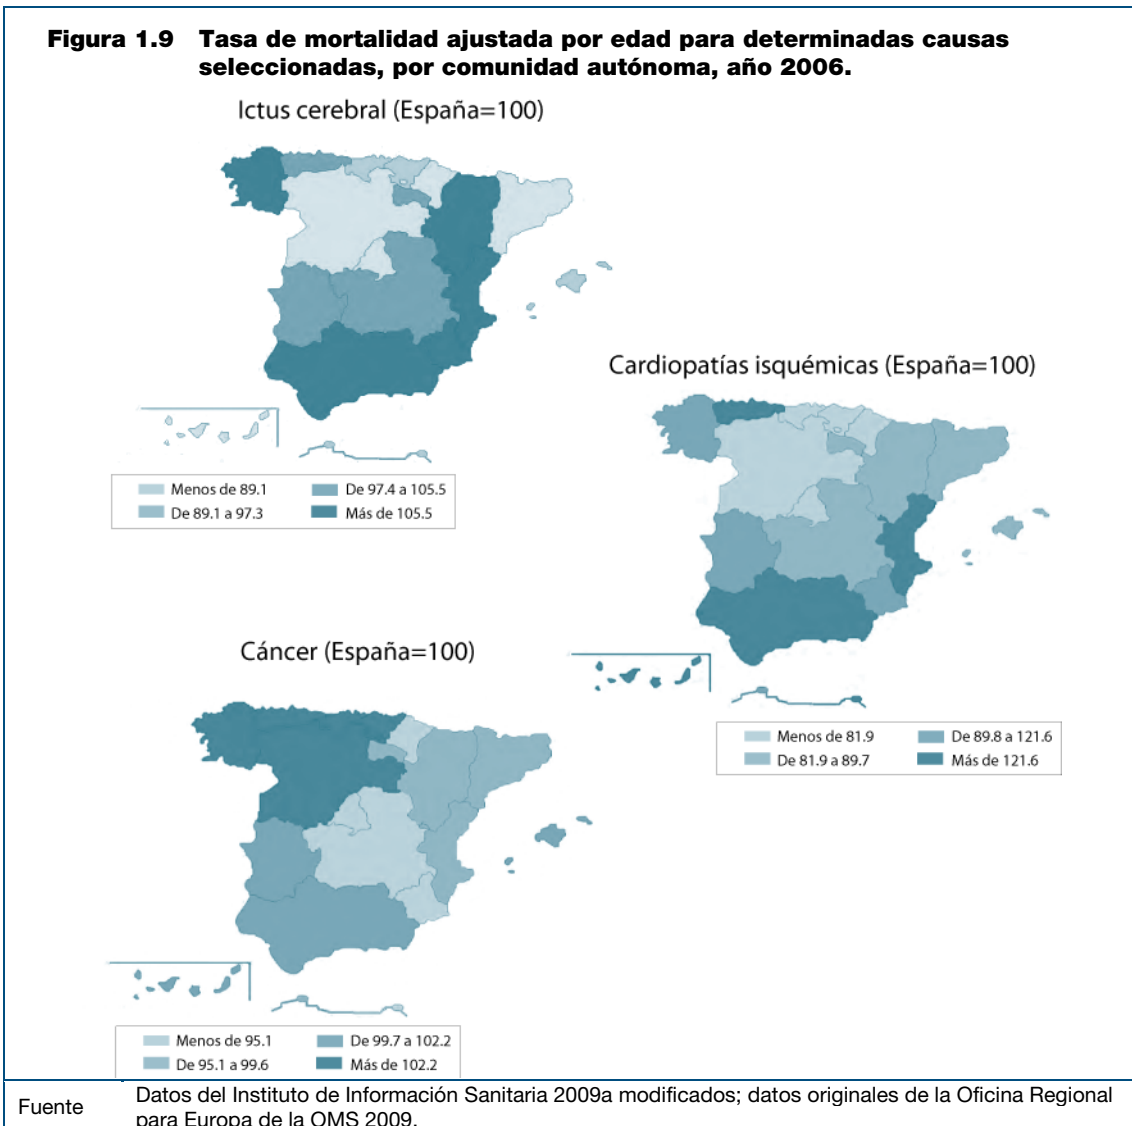 Figura 1.9 Tasa de mortalidad ajustada por edad para determinadas causas
seleccionadas, por comunidad autónoma, año 2006.
Ictus cerebral (España=100)
Menos de 89.1
De 97.4 a 105.5
De 89.1 a 97.3
Más de 105.5
Cardiopatías isquémicas (España=100)
Menos de 81.9
De 89.8 a 121.6
De 81.9 a 89.7
Más de 121.6
Cáncer (España=100)
Menos de 95.1
De 99.7 a 102.2
De 95.1 a 99.6
Más de 102.2
Fuente
Datos del Instituto de Información Sanitaria 2009a modificados; datos originales de la Oficina Regional
para Europa de la OMS 2009.